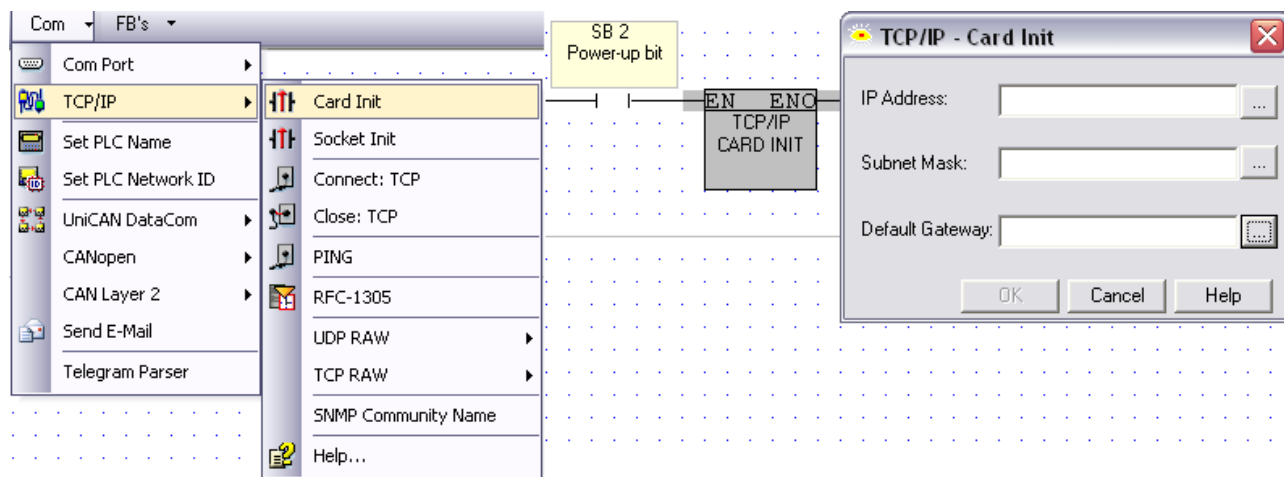 Com
FB's
Com Port
TCP/IP
Set PLC Name
Set PLC Network ID
UniCAN DataCom
CANopen
CAN Layer 2
Send E-Mail
Telegram Parser
Card Init
Socket Init
Connect: TCP
Close: TCP
PING
RFC-1305
UDP RAW
TCP RAW
SNMP Community Name
Help...
SB 2
Power-up bit
EN ENO
TCP/IP
CARD INIT
TCP/IP - Card Init
IP Address:
...
Subnet Mask:
...
Default Gateway:
...
OK
Cancel
Help